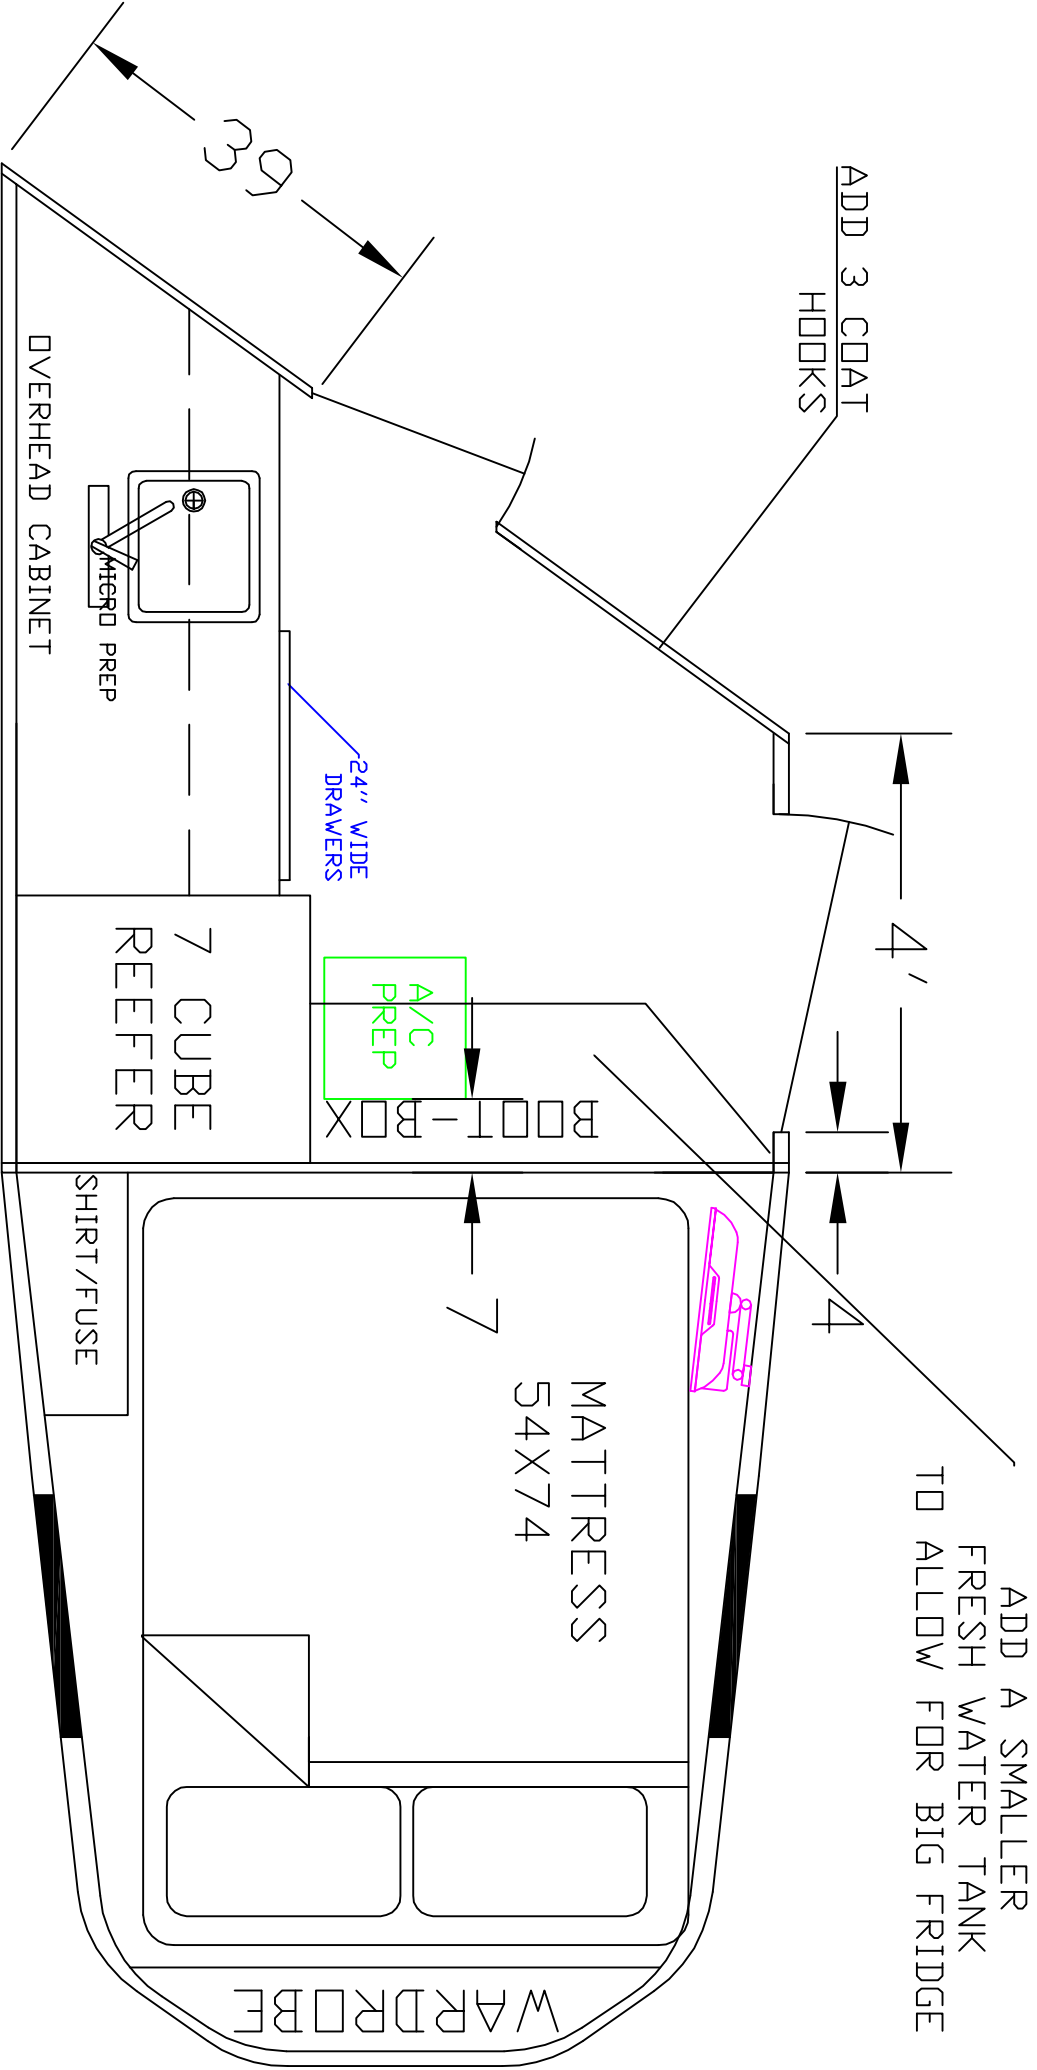 39
ADD 3 COAT
HOOKS
OVERHEAD CABINET
MICRO PREP
24" WIDE
DRAWERS
4'
7 CUBE
REEFER
A/C
PREP
BOOT-BOX
SHIRT/FUSE
7
4
MATTRESS
54X74
ADD A SMALLER
FRESH WATER TANK
TO ALLOW FOR BIG FRIDGE
WARDROBE